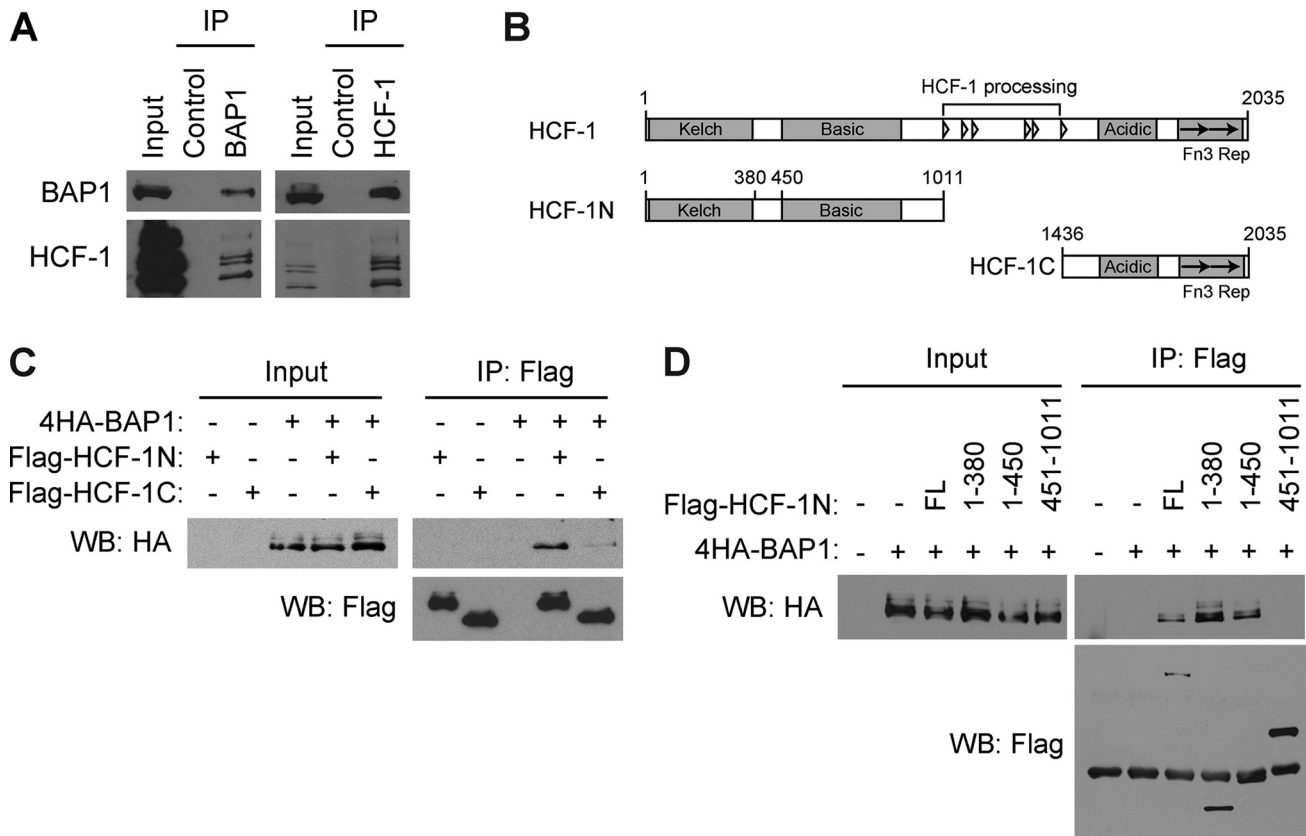 A
IP
IP
Input
Control
BAP1
Input
Control
HCF-1
BAP1
HCF-1
B
HCF-1 processing
1
2035
HCF-1
Kelch
Basic
Acidic
Fn3 Rep
1
380
450
1011
HCF-1N
Kelch
Basic
1436
2035
HCF-1C
Acidic
Fn3 Rep
C
Input
IP: Flag
4HA-BAP1: - - + + + - - + + +
Flag-HCF-1N: + - - + - + - - + -
Flag-HCF-1C: - + - - + - + - - +
WB: HA
WB: Flag
D
Input
IP: Flag
Flag-HCF-1N: - - FL 1-380 1-450 451-1011 - - FL 1-380 1-450 451-1011
4HA-BAP1: - + + + + + - + + + + +
WB: HA
WB: Flag